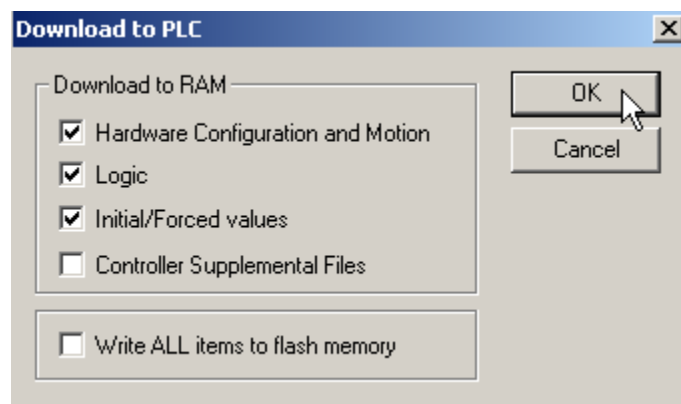 Download to PLC
Download to RAM
Hardware Configuration and Motion
Logic
Initial/Forced values
Controller Supplemental Files
Write ALL items to flash memory
OK
Cancel